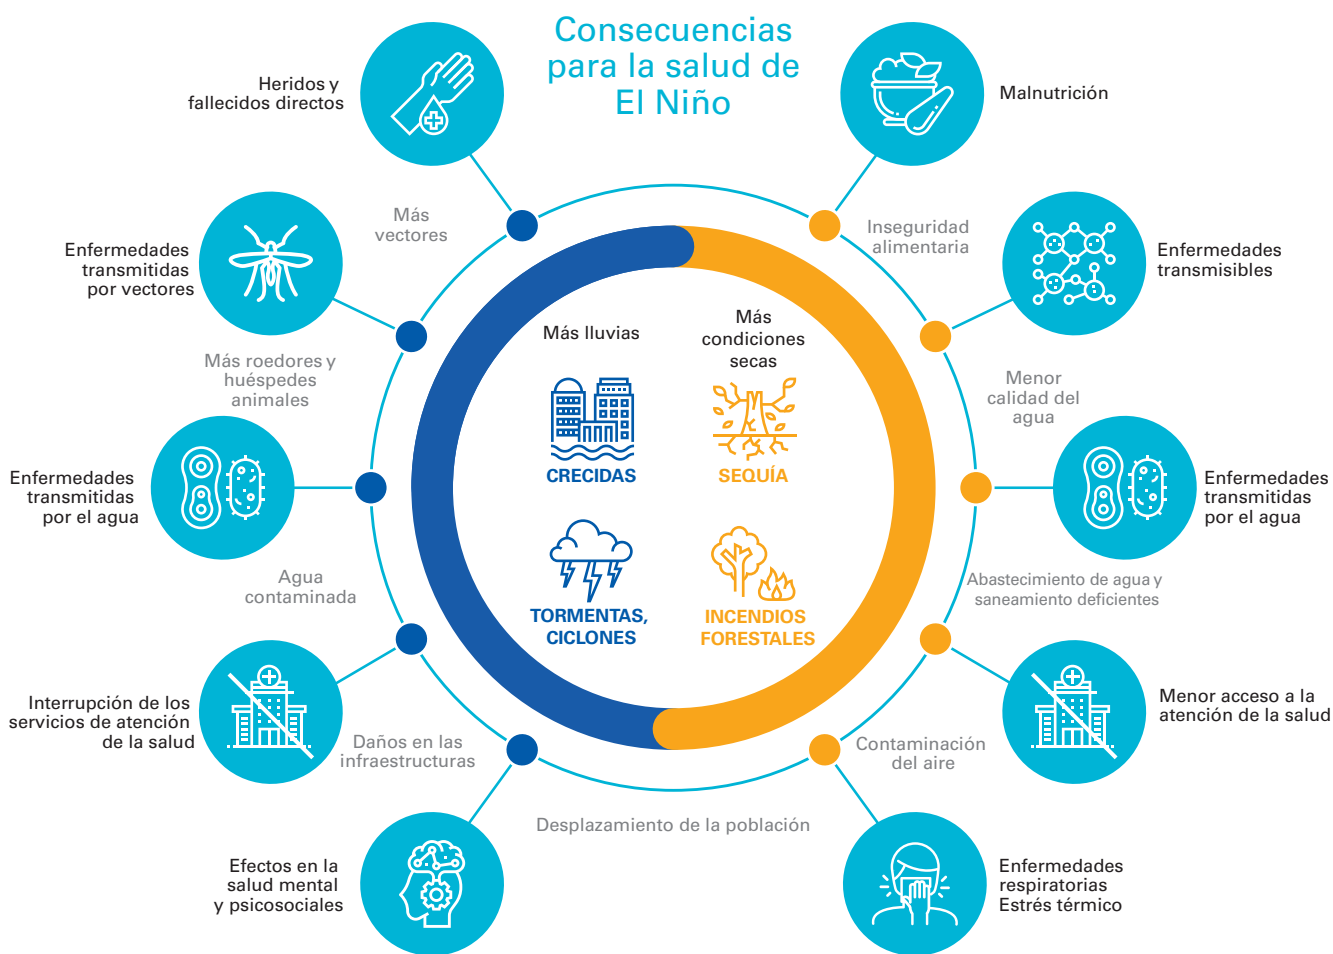 Consecuencias
para la salud de
El Niño
Heridos y
fallecidos directos
Malnutrición
Más
vectores
Inseguridad
alimentaria
Enfermedades
transmitidas
por vectores
Enfermedades
transmisibles
Más lluvias
Más
condiciones
secas
Más roedores y
huéspedes
animales
Menor
calidad del
agua
CRECIDAS
SEQUÍA
Enfermedades
transmitidas
por el agua
Enfermedades
transmitidas
por el agua
Agua
contaminada
Abastecimiento de agua y
saneamiento deficientes
TORMENTAS,
CICLONES
INCENDIOS
FORESTALES
Interrupción de los
servicios de atención
de la salud
Menor acceso a la
atención de la salud
Daños en las
infraestructuras
Contaminación
del aire
Desplazamiento de la población
Efectos en la
salud mental
y psicosociales
Enfermedades
respiratorias
Estrés térmico